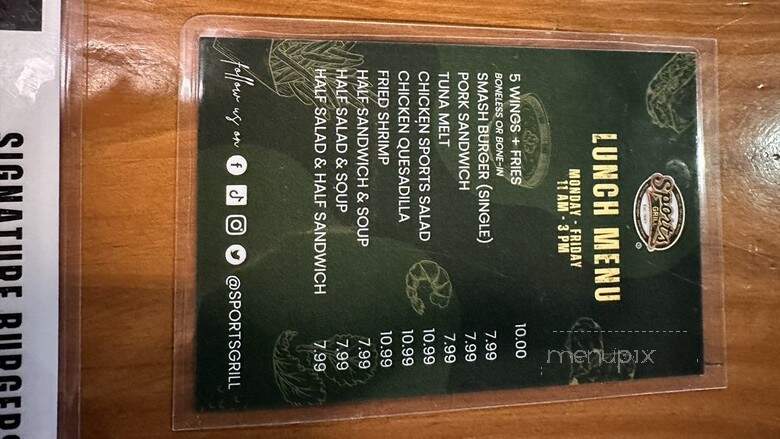 Sports
GRILL
LUNCH MENU
MONDAY - FRIDAY
11 AM - 3 PM
5 WINGS + FRIES 10.00
BONELESS OR BONE-IN
SMASH BURGER (SINGLE) 7.99
PORK SANDWICH 7.99
TUNA MELT 7.99
CHICKEN SPORTS SALAD 10.99
CHICKEN QUESADILLA 10.99
FRIED SHRIMP 10.99
HALF SANDWICH & SOUP 7.99
HALF SALAD & SOUP 7.99
HALF SALAD & HALF SANDWICH 7.99
follow us on @SPORTSGRILL
SIGNATURE BURGERS
menupix